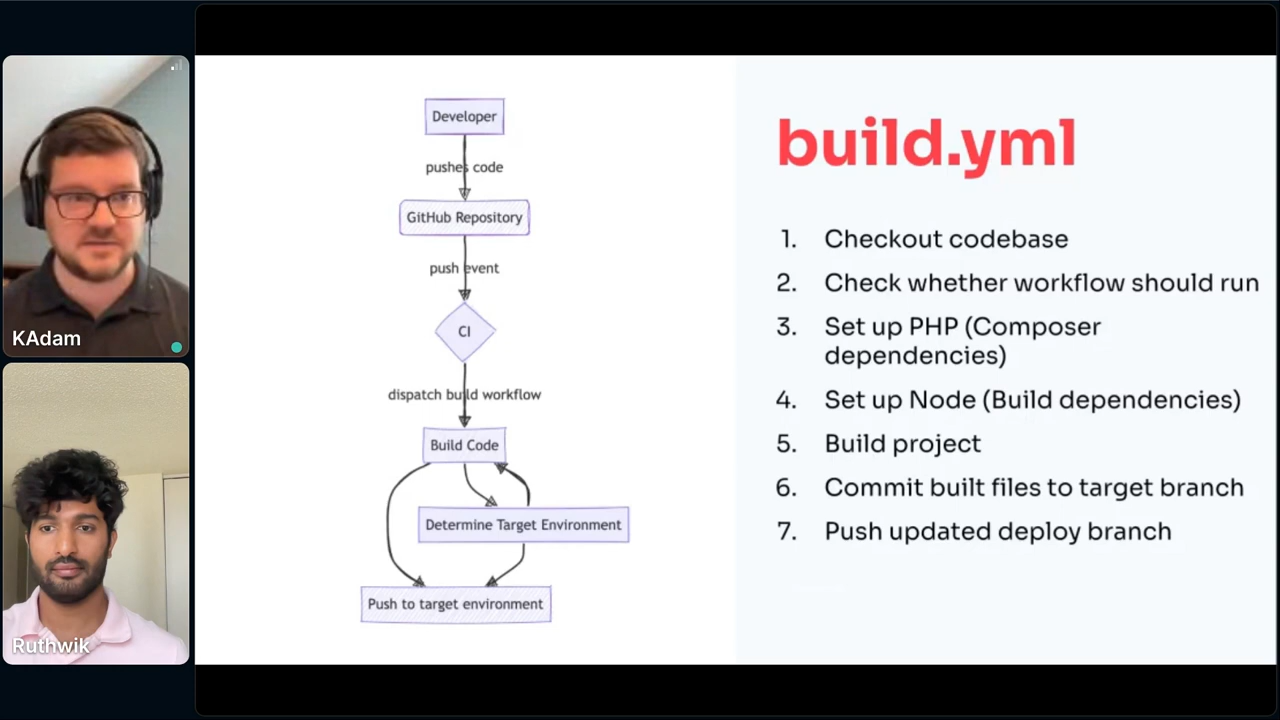 KAdam
Ruthwik
Developer
pushes code
GitHub Repository
push event
CI
dispatch build workflow
Build Code
Determine Target Environment
Push to target environment
build.yml
1. Checkout codebase
2. Check whether workflow should run
3. Set up PHP (Composer
dependencies)
4. Set up Node (Build dependencies)
5. Build project
6. Commit built files to target branch
7. Push updated deploy branch